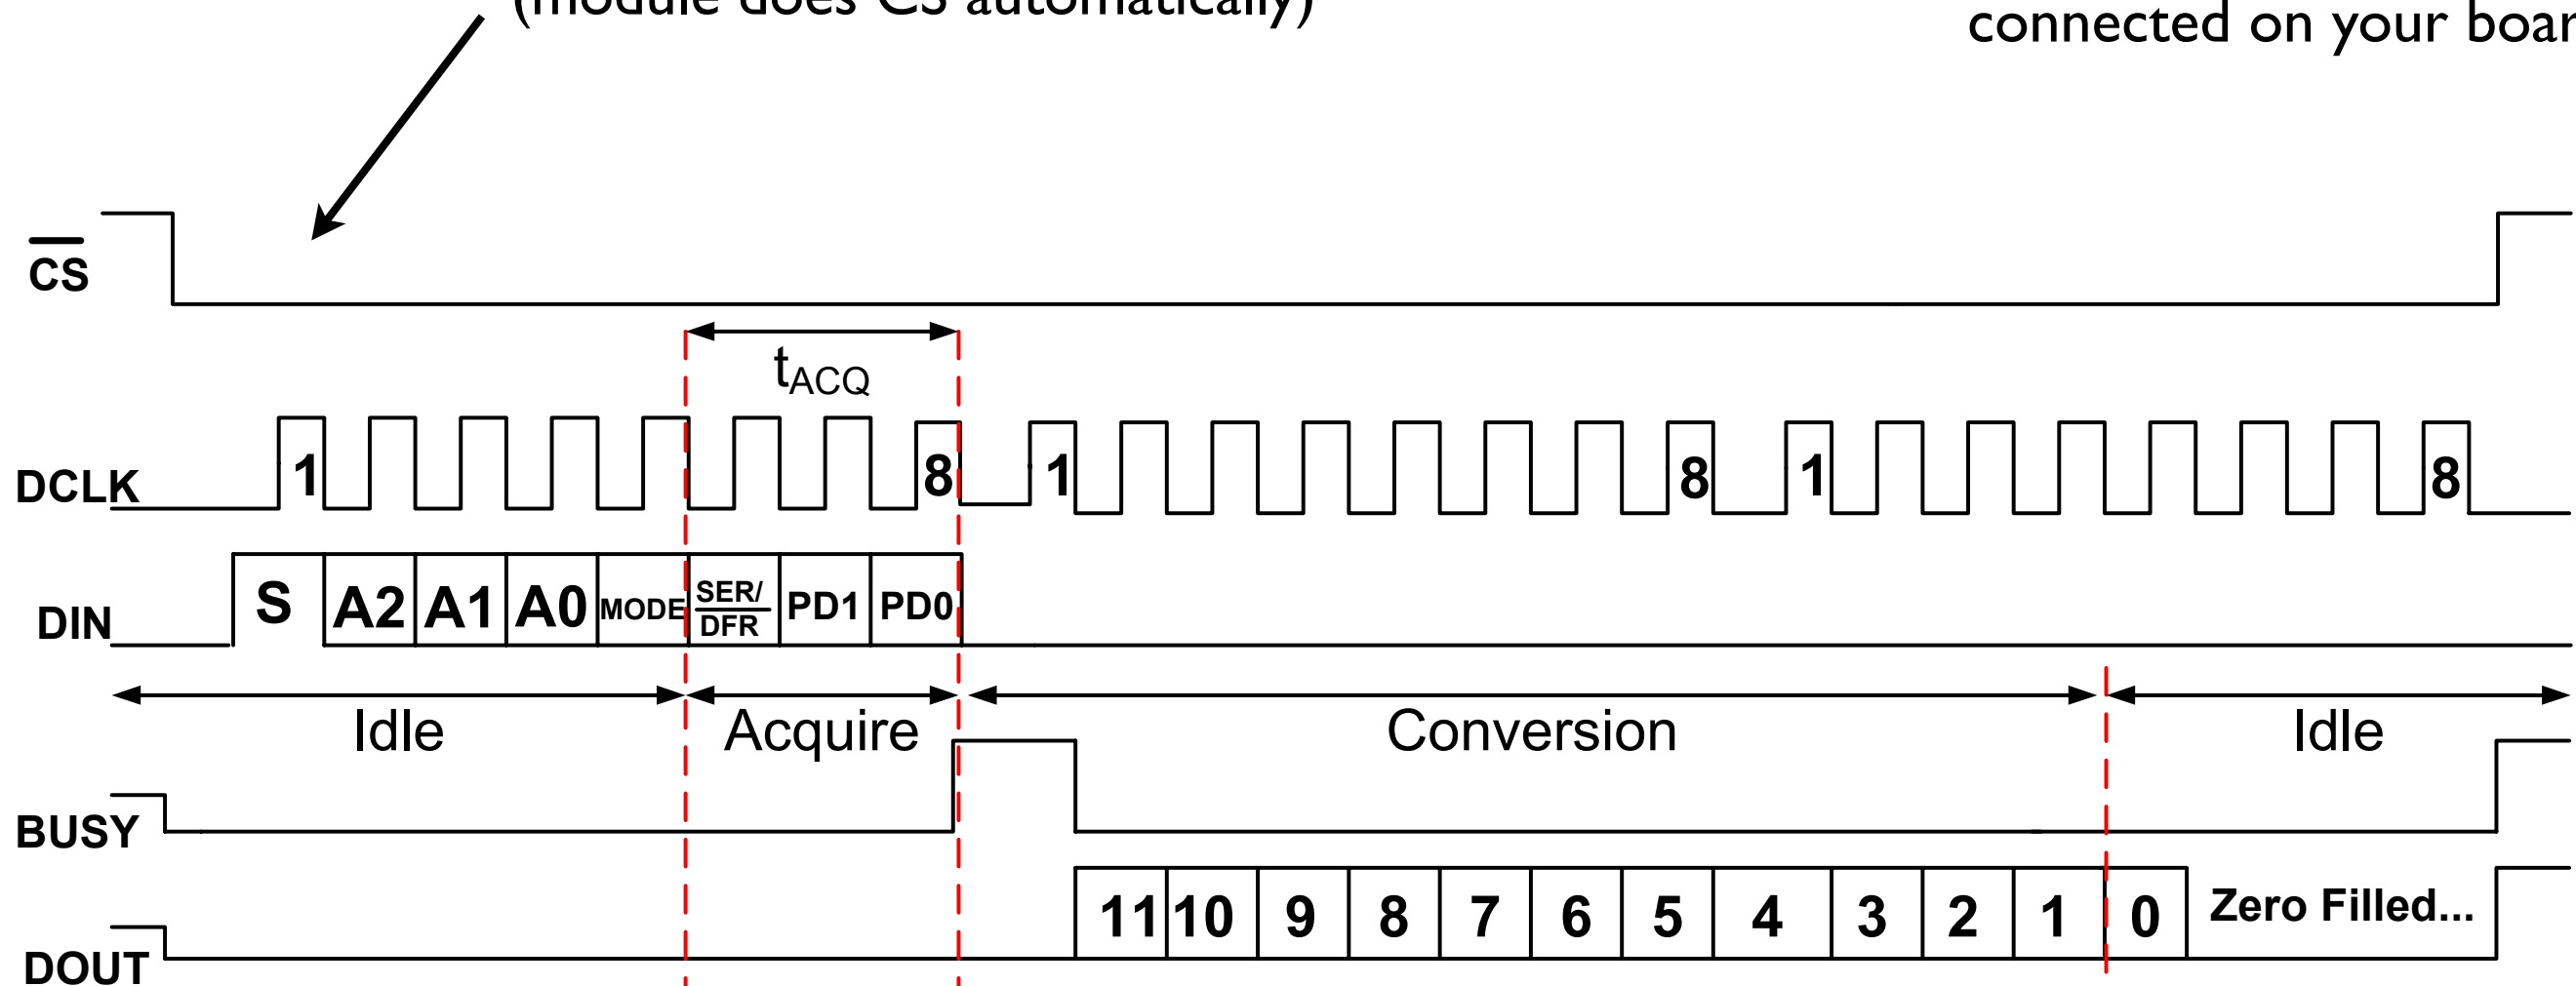 (module does CS automatically)
connected on your boar
CS
tACQ
DCLK 1 8 1 8 1 8
DIN S A2 A1 A0 MODE SER/DFR PD1 PD0
Idle Acquire Conversion Idle
BUSY
DOUT 11 10 9 8 7 6 5 4 3 2 1 0 Zero Filled...